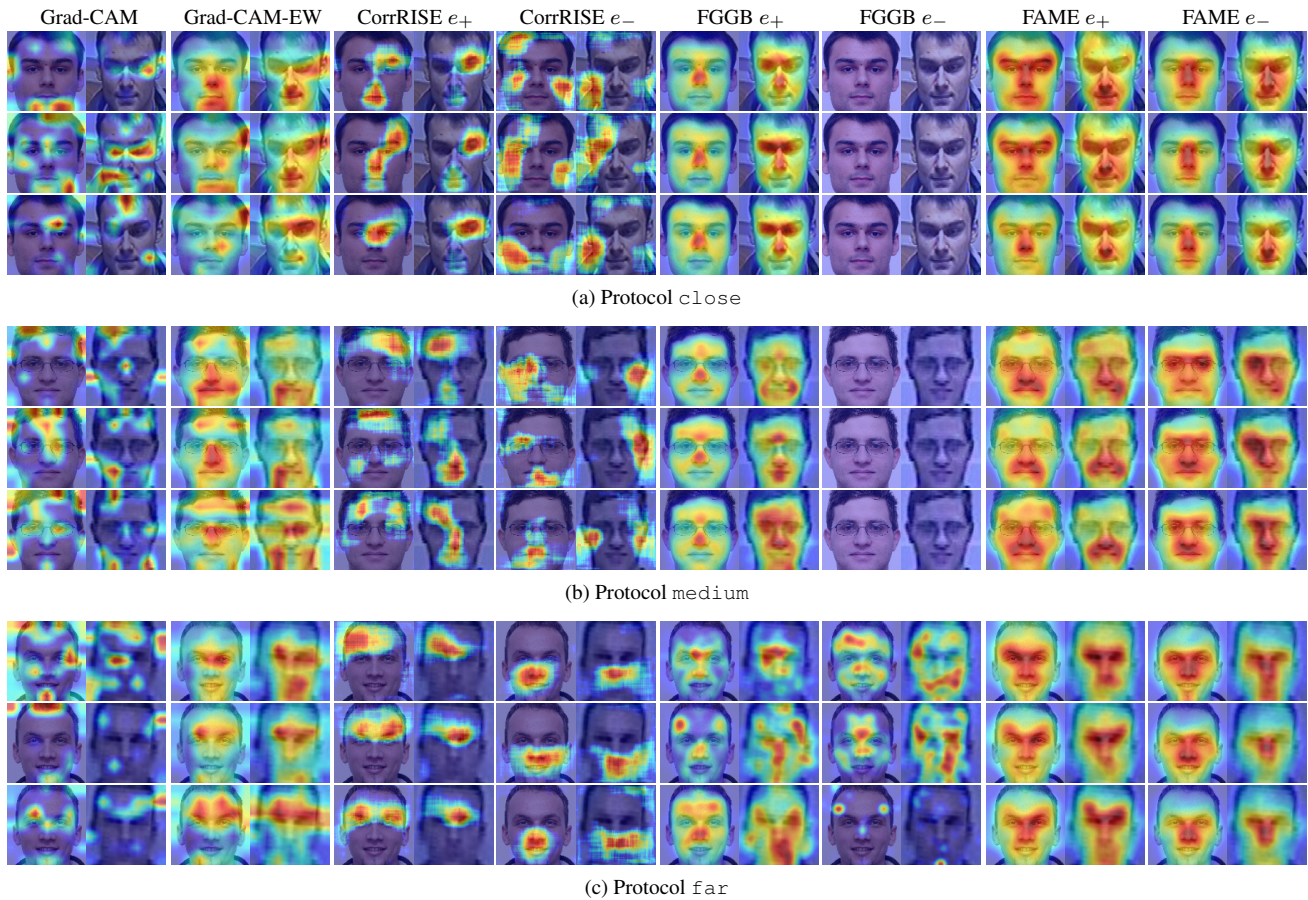 Grad-CAM Grad-CAM-EW CorrRISE e+ CorrRISE e− FGGB e+ FGGB e− FAME e+ FAME e−
(a) Protocol close
(b) Protocol medium
(c) Protocol far